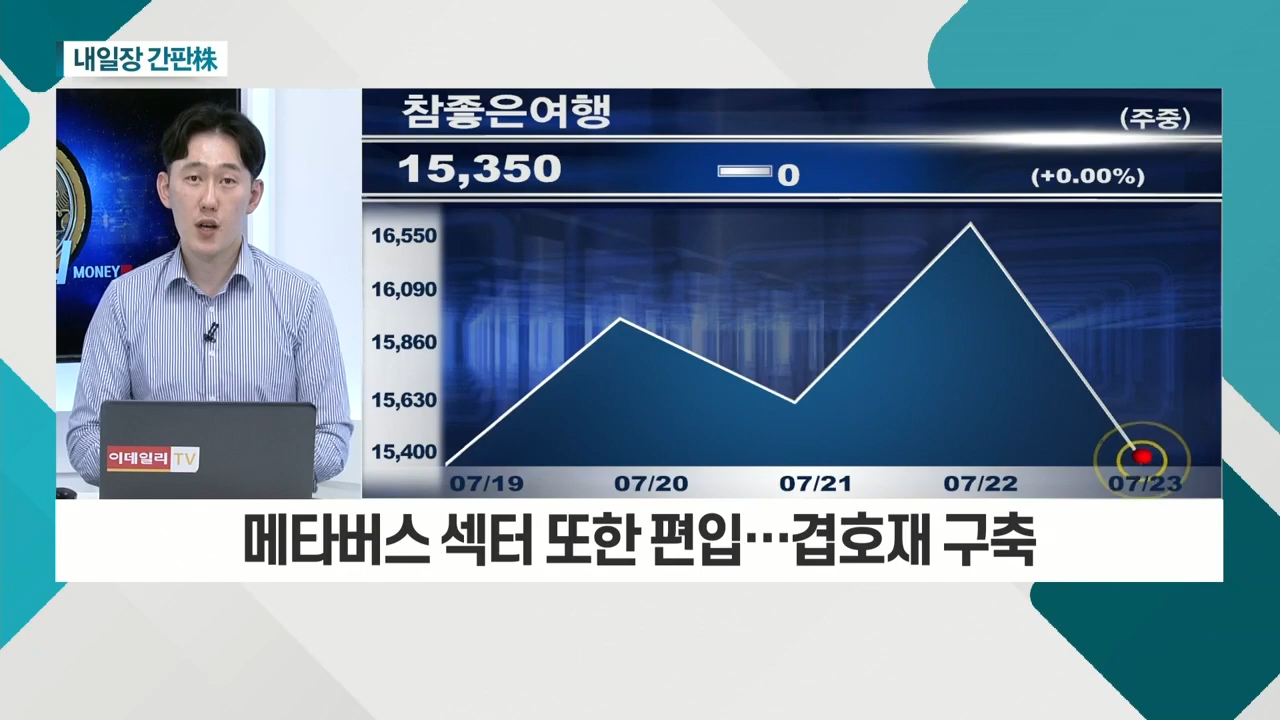 내일장 간판株
MONEY
이데일리 TV
참좋은여행
(주중)
15,350
0
(+0.00%)
16,550
16,090
15,860
15,630
15,400
07/19
07/20
07/21
07/22
07/23
메타버스 섹터 또한 편입…겹호재 구축